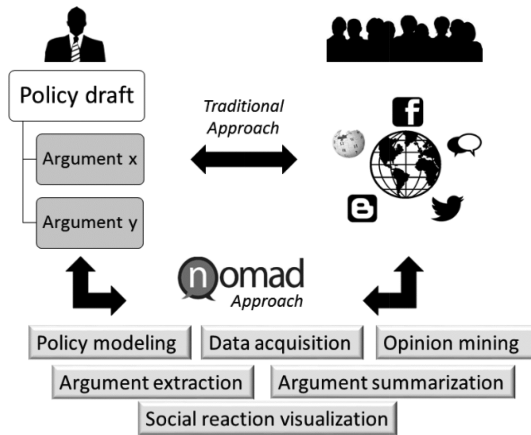 Policy draft
Traditional
Approach
Argument x
Argument y
nomad
Approach
Policy modeling
Data acquisition
Opinion mining
Argument extraction
Argument summarization
Social reaction visualization